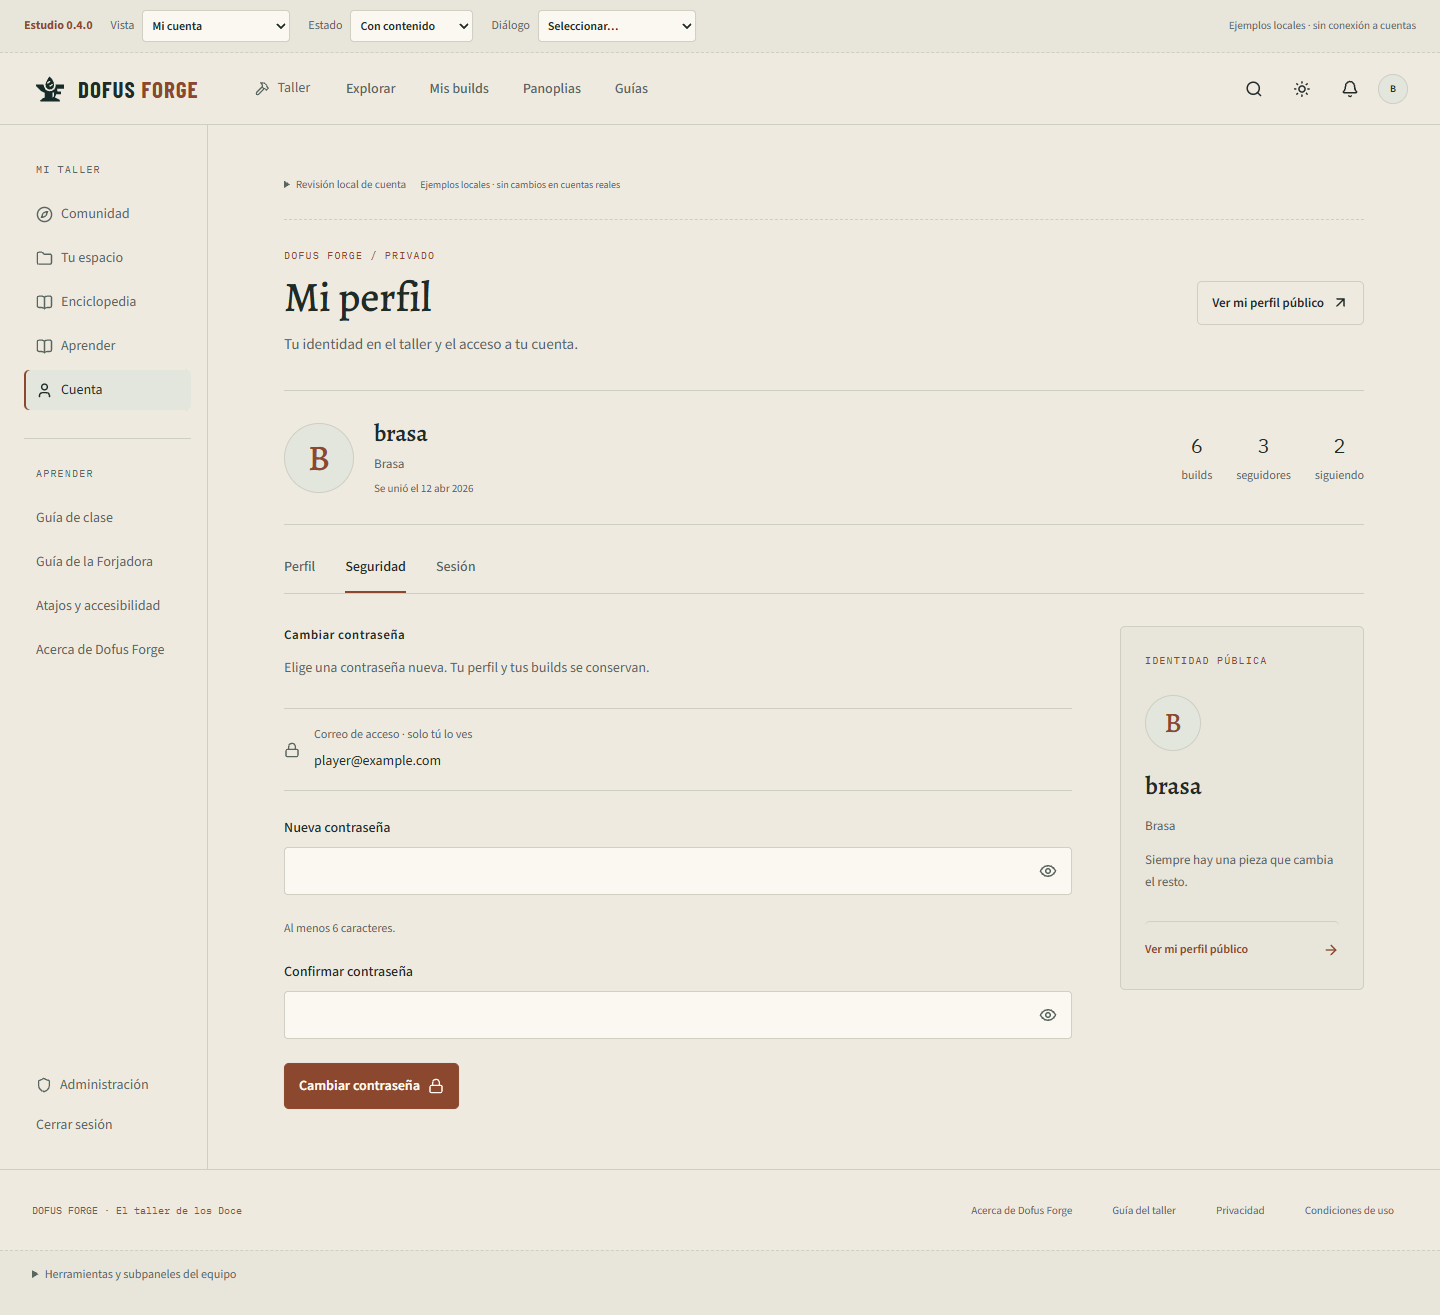 Estudio 0.4.0 Vista Mi cuenta Estado Con contenido Diálogo Seleccionar... Ejemplos locales · sin conexión a cuentas
DOFUS FORGE Taller Explorar Mis builds Panoplias Guías B
MI TALLER
Comunidad
Tu espacio
Enciclopedia
Aprender
Cuenta
APRENDER
Guía de clase
Guía de la Forjadora
Atajos y accesibilidad
Acerca de Dofus Forge
Administración
Cerrar sesión
Revisión local de cuenta Ejemplos locales · sin cambios en cuentas reales
DOFUS FORGE / PRIVADO
Mi perfil
Tu identidad en el taller y el acceso a tu cuenta.
Ver mi perfil público
B
brasa
Brasa
Se unió el 12 abr 2026
6 3 2
builds seguidores siguiendo
Perfil Seguridad Sesión
Cambiar contraseña
Elige una contraseña nueva. Tu perfil y tus builds se conservan.
Correo de acceso · solo tú lo ves
player@example.com
Nueva contraseña
Al menos 6 caracteres.
Confirmar contraseña
Cambiar contraseña
IDENTIDAD PÚBLICA
B
brasa
Brasa
Siempre hay una pieza que cambia
el resto.
Ver mi perfil público
DOFUS FORGE · El taller de los Doce Acerca de Dofus Forge Guía del taller Privacidad Condiciones de uso
Herramientas y subpaneles del equipo